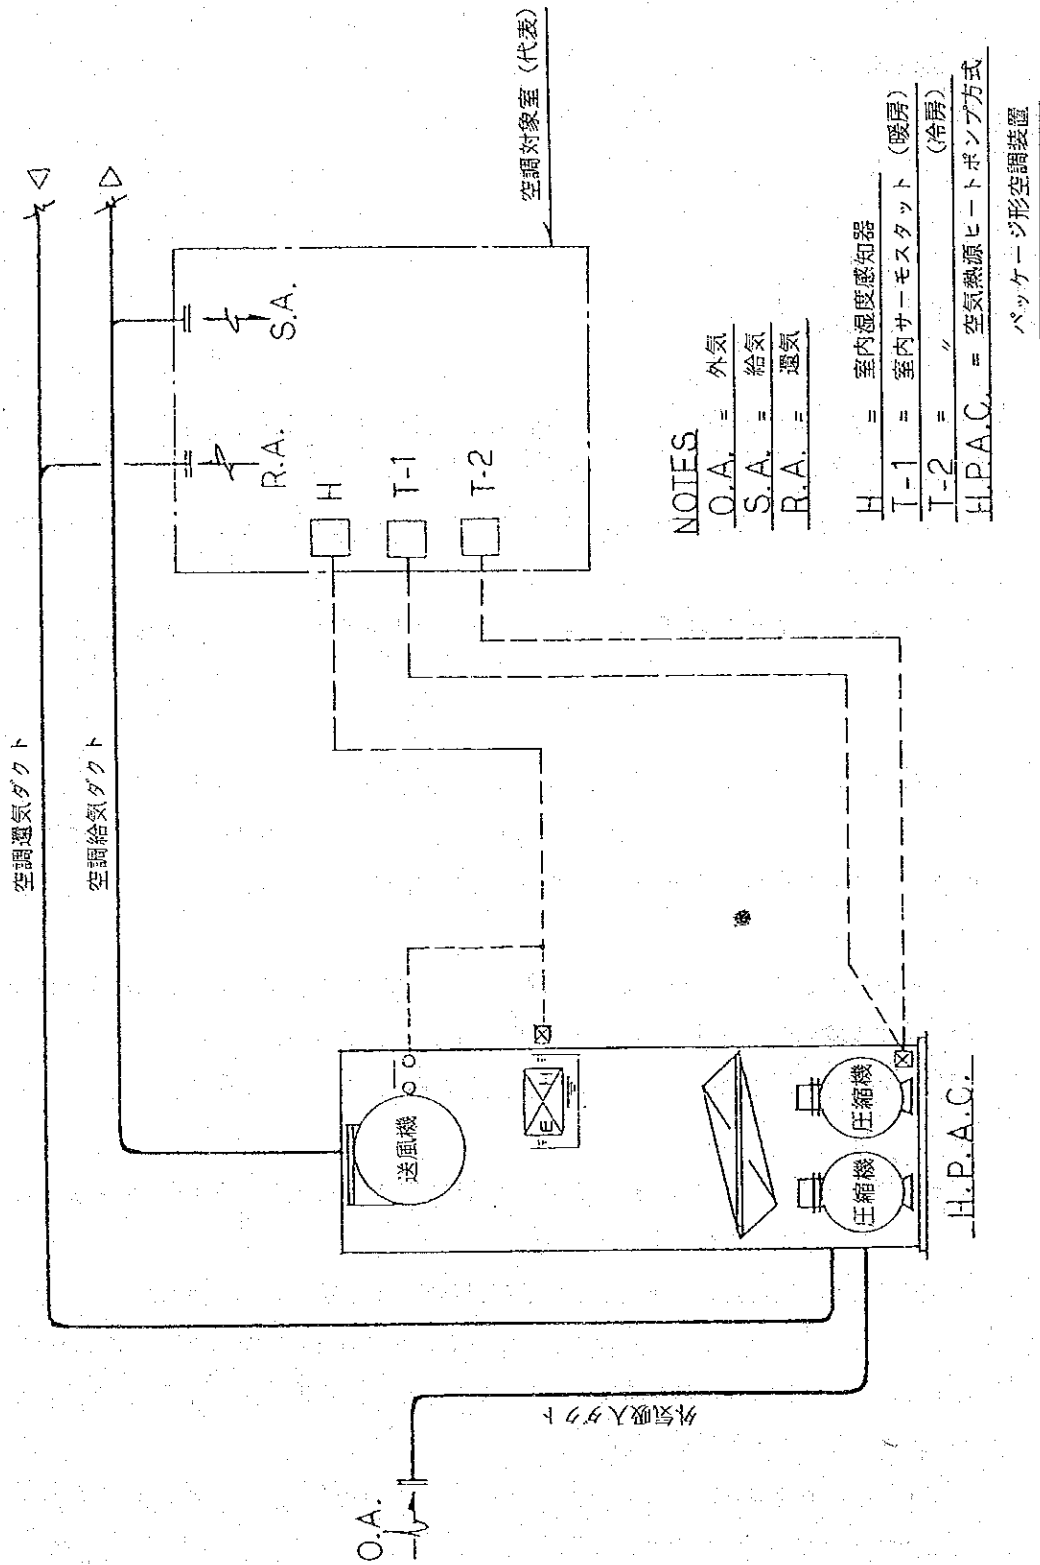 空調還気ダクト
空調給気ダクト
空調対象室（代表）
S.A.
R.A.
H
T-1
T-2
送風機
E H
圧縮機
圧縮機
H.P.A.C.
外気吸入ダクト
O.A.
NOTES
O.A. = 外気
S.A. = 給気
R.A. = 還気
H = 室内湿度感知器
T-1 = 室内サーモスタット（暖房）
T-2 = 〃 （冷房）
H.P.A.C. = 空気熱源ヒートポンプ方式
パッケージ形空調装置